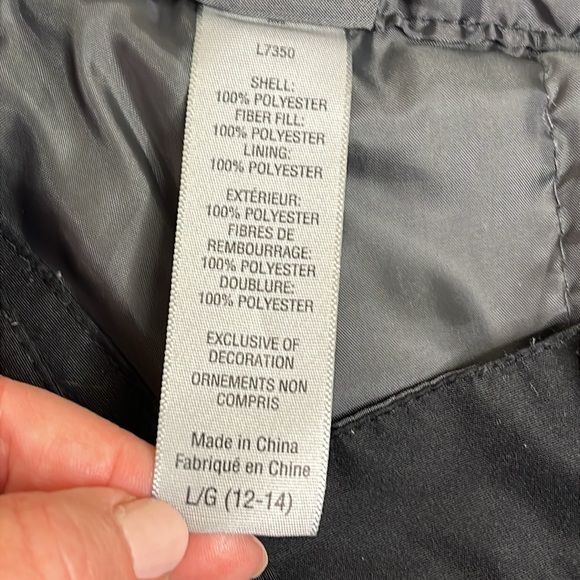 L7350
SHELL:
100% POLYESTER
FIBER FILL:
100% POLYESTER
LINING:
100% POLYESTER
EXTÉRIEUR:
100% POLYESTER
FIBRES DE
REMBOURRAGE:
100% POLYESTER
DOUBLURE:
100% POLYESTER
EXCLUSIVE OF
DECORATION
ORNEMENTS NON
COMPRIS
Made in China
Fabriqué en Chine
L/G (12-14)